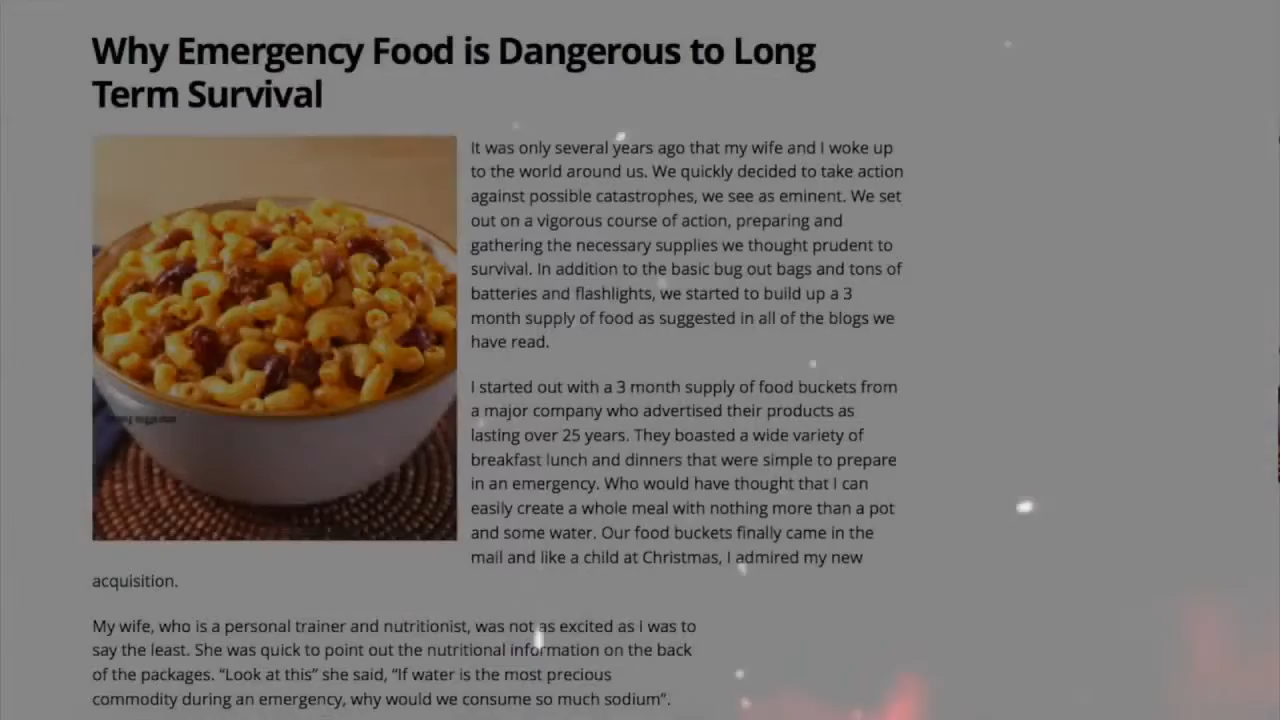 Why Emergency Food is Dangerous to Long
Term Survival
It was only several years ago that my wife and I woke up
to the world around us. We quickly decided to take action
against possible catastrophes, we see as eminent. We set
out on a vigorous course of action, preparing and
gathering the necessary supplies we thought prudent to
survival. In addition to the basic bug out bags and tons of
batteries and flashlights, we started to build up a 3
month supply of food as suggested in all of the blogs we
have read.
I started out with a 3 month supply of food buckets from
a major company who advertised their products as
lasting over 25 years. They boasted a wide variety of
breakfast lunch and dinners that were simple to prepare
in an emergency. Who would have thought that I can
easily create a whole meal with nothing more than a pot
and some water. Our food buckets finally came in the
mail and like a child at Christmas, I admired my new
acquisition.
My wife, who is a personal trainer and nutritionist, was not as excited as I was to
say the least. She was quick to point out the nutritional information on the back
of the packages. “Look at this” she said, “If water is the most precious
commodity during an emergency, why would we consume so much sodium”.